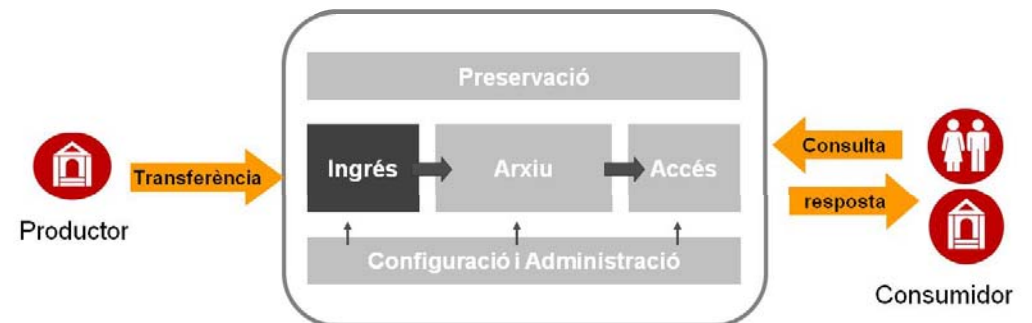 Preservació
Ingrés
Arxiu
Accés
Configuració i Administració
Transferència
Productor
Consulta
resposta
Consumidor